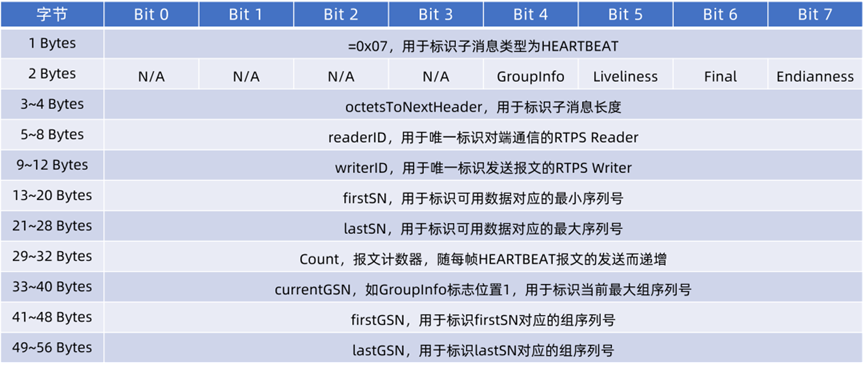 字节 Bit 0 Bit 1 Bit 2 Bit 3 Bit 4 Bit 5 Bit 6 Bit 7
1 Bytes =0x07，用于标识子消息类型为HEARTBEAT
2 Bytes N/A N/A N/A N/A GroupInfo Liveliness Final Endianness
3~4 Bytes octetsToNextHeader，用于标识子消息长度
5~8 Bytes readerID，用于唯一标识对端通信的RTPS Reader
9~12 Bytes writerID，用于唯一标识发送报文的RTPS Writer
13~20 Bytes firstSN，用于标识可用数据对应的最小序列号
21~28 Bytes lastSN，用于标识可用数据对应的最大序列号
29~32 Bytes Count，报文计数器，随每帧HEARTBEAT报文的发送而递增
33~40 Bytes currentGSN，如GroupInfo标志位置1，用于标识当前最大组序列号
41~48 Bytes firstGSN，用于标识firstSN对应的组序列号
49~56 Bytes lastGSN，用于标识lastSN对应的组序列号